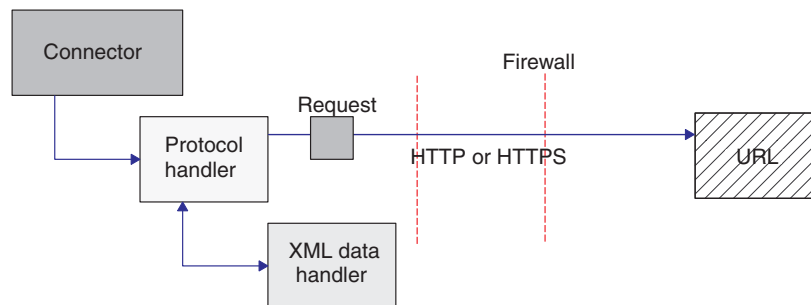 Connector
Firewall
Request
Protocol
handler
HTTP or HTTPS
URL
XML data
handler